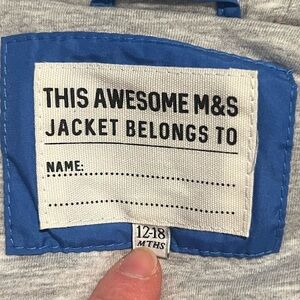 THIS AWESOME M&S
JACKET BELONGS TO
NAME:
12-18
MTHS